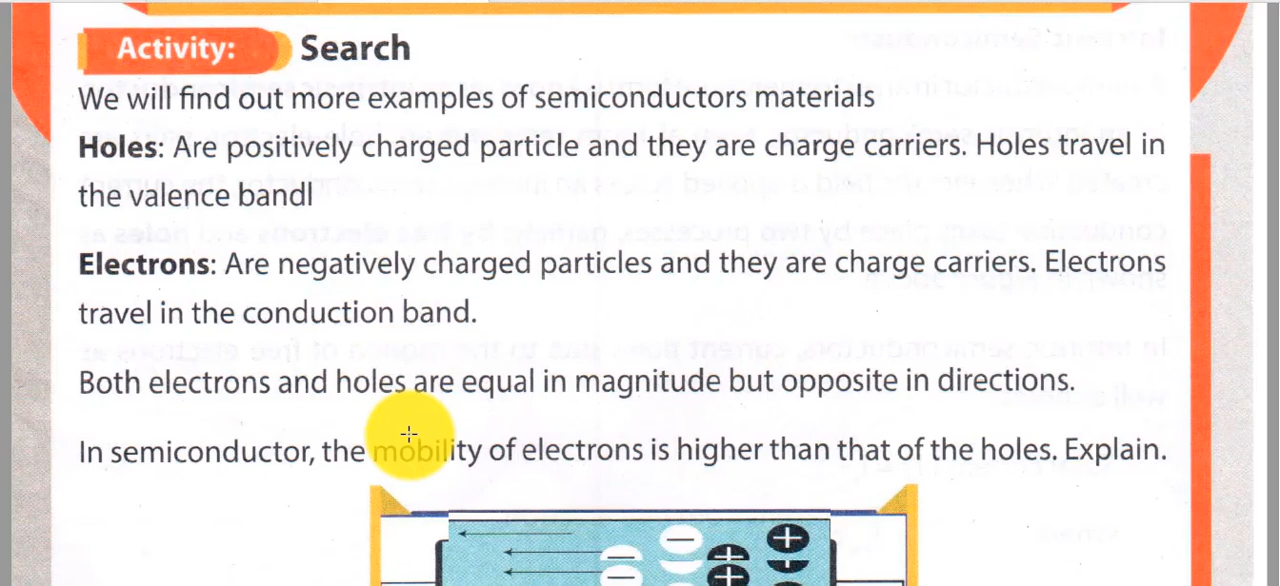 Activity: Search
We will find out more examples of semiconductors materials
Holes: Are positively charged particle and they are charge carriers. Holes travel in
the valence bandl
Electrons: Are negatively charged particles and they are charge carriers. Electrons
travel in the conduction band.
Both electrons and holes are equal in magnitude but opposite in directions.
In semiconductor, the mobility of electrons is higher than that of the holes. Explain.